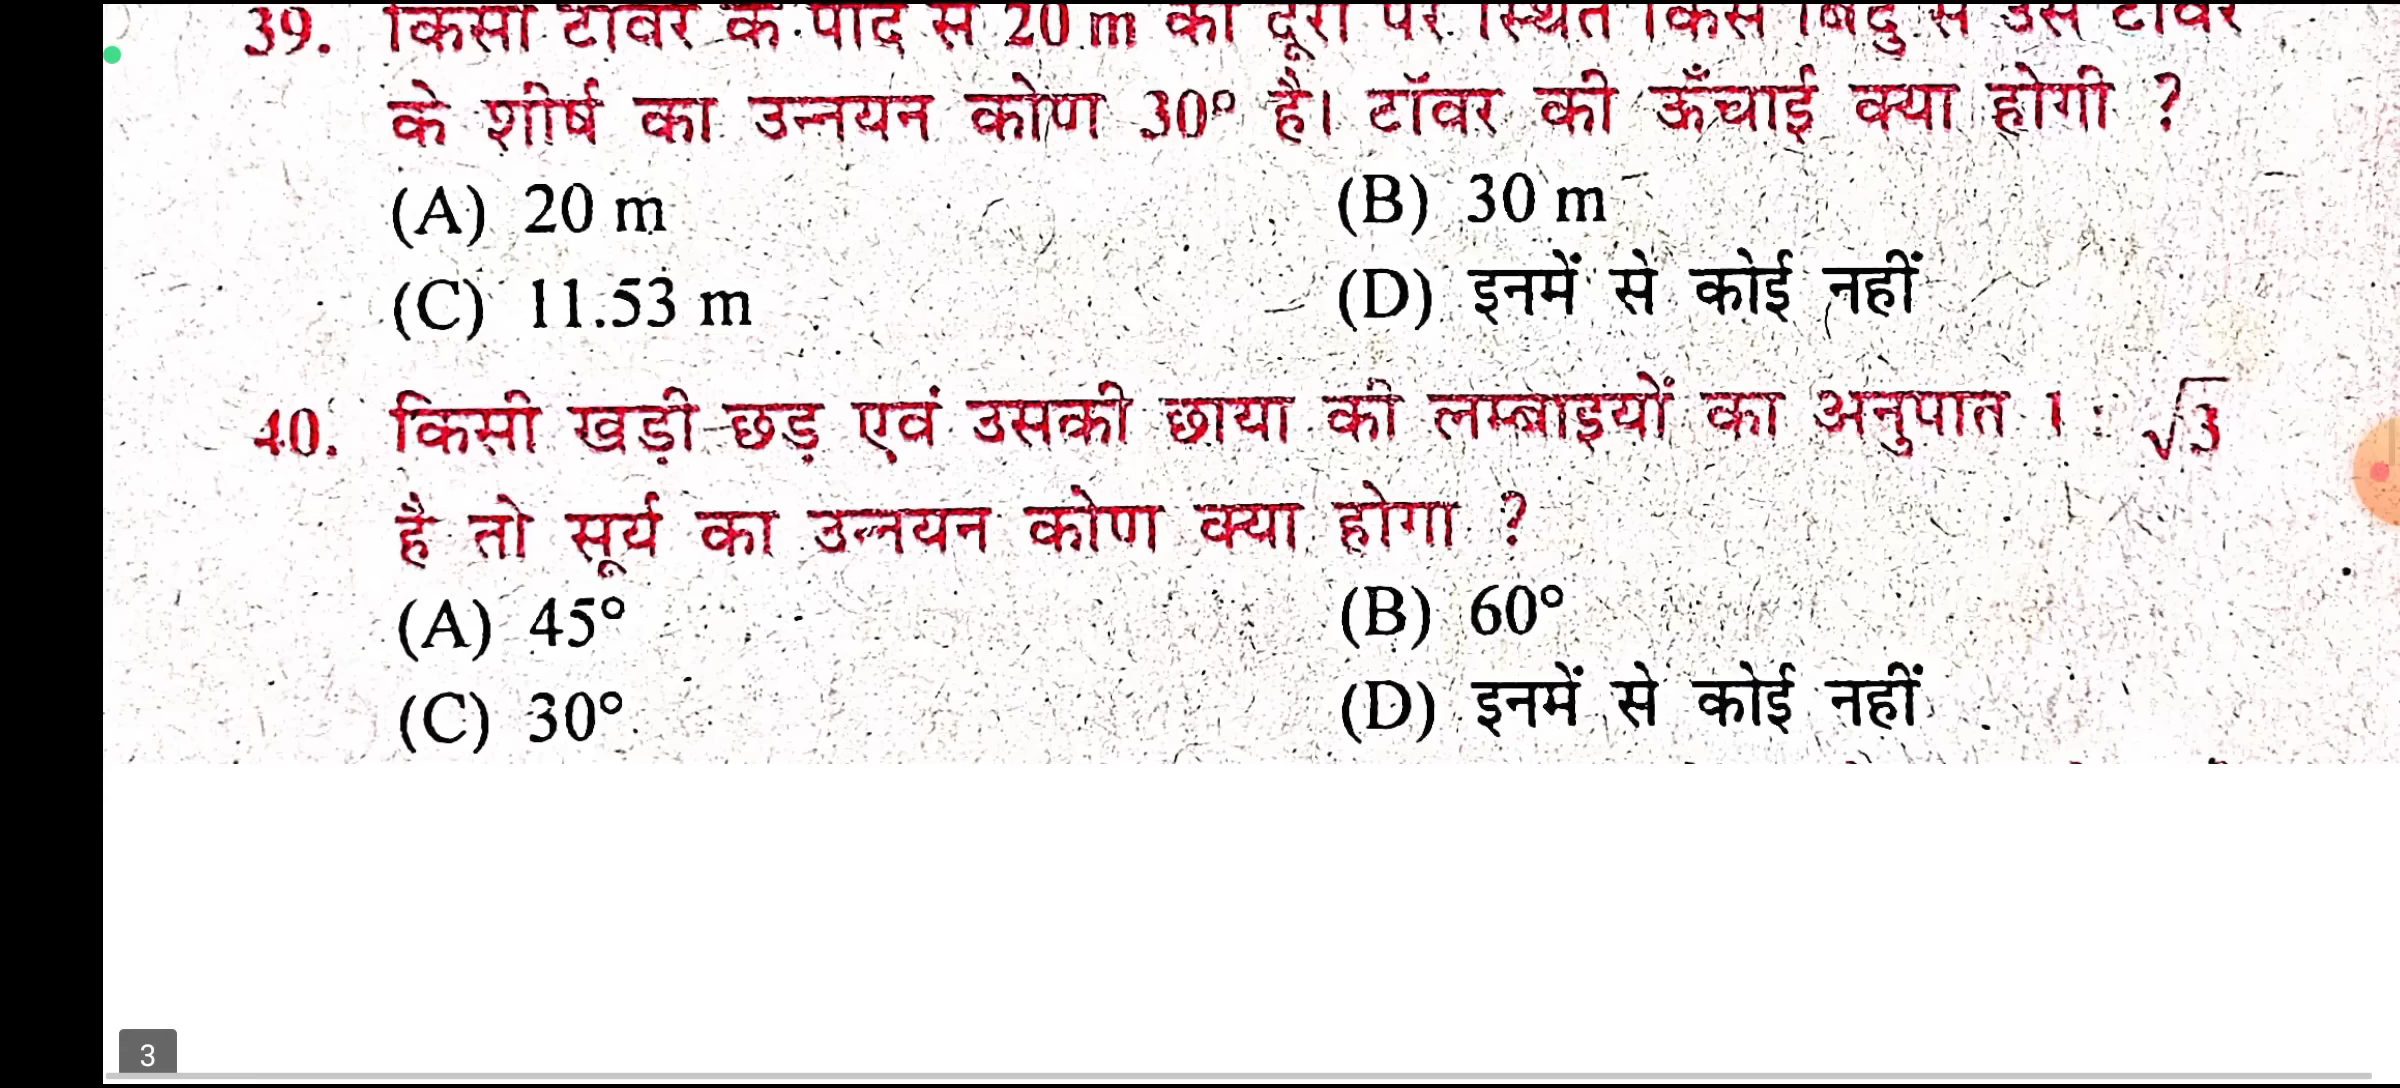 39. किसी टॉवर के पाद से 20 m की दूरी पर स्थित किस बिंदु से उस टॉवर
के शीर्ष का उन्नयन कोण 30° है। टॉवर की ऊँचाई क्या होगी ?
(A) 20 m (B) 30 m
(C) 11.53 m (D) इनमें से कोई नहीं
40. किसी खड़ी छड़ एवं उसकी छाया की लम्बाइयों का अनुपात 1 : √3
है तो सूर्य का उन्नयन कोण क्या होगा ?
(A) 45° (B) 60°
(C) 30° (D) इनमें से कोई नहीं
3